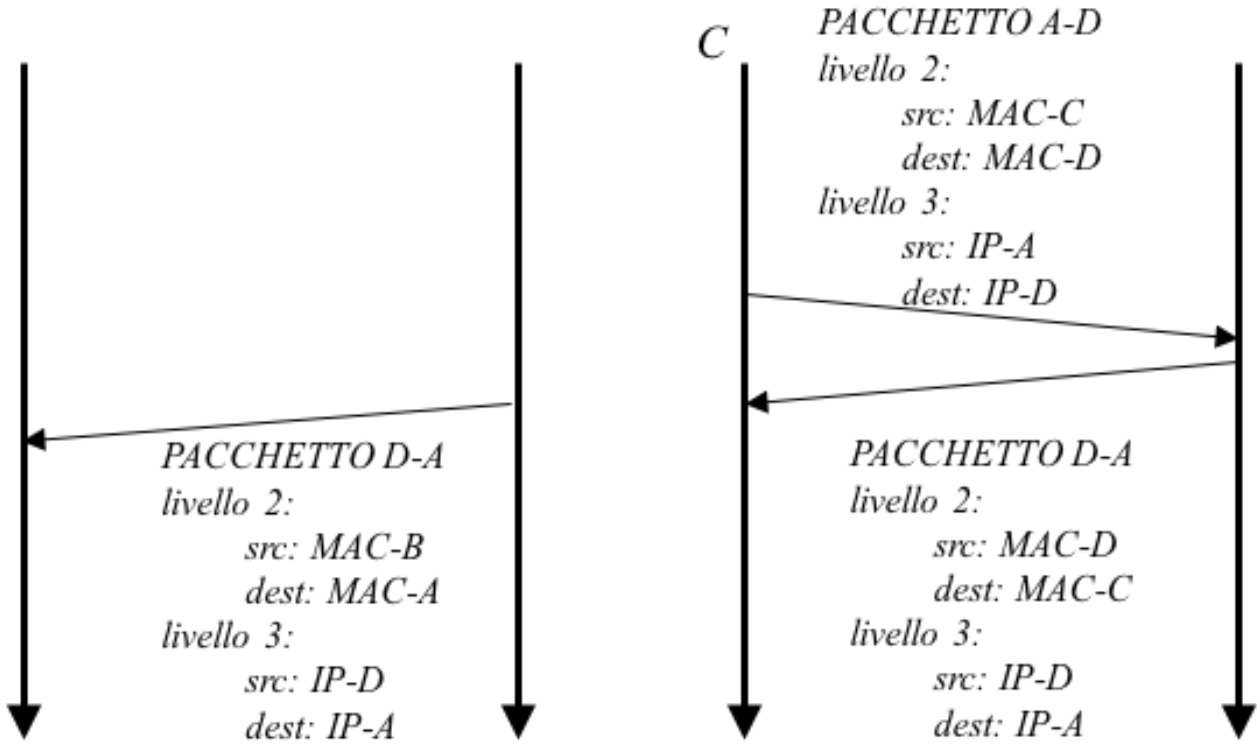 C
PACCHETTO A-D
livello 2:
src: MAC-C
dest: MAC-D
livello 3:
src: IP-A
dest: IP-D
PACCHETTO D-A
livello 2:
src: MAC-B
dest: MAC-A
livello 3:
src: IP-D
dest: IP-A
PACCHETTO D-A
livello 2:
src: MAC-D
dest: MAC-C
livello 3:
src: IP-D
dest: IP-A